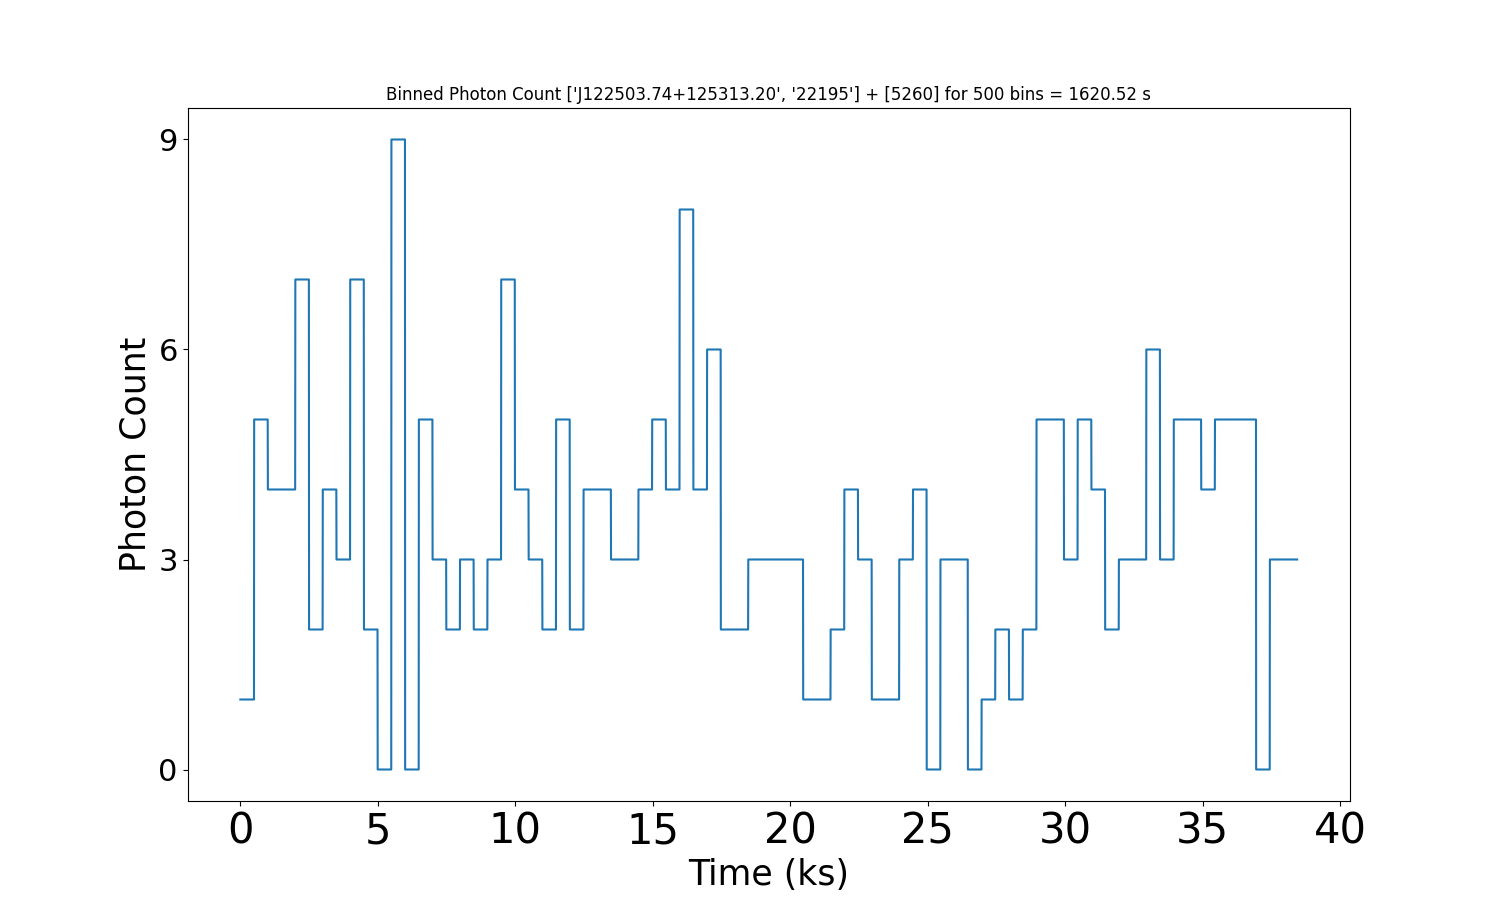 Binned Photon Count ['J122503.74+125313.20', '22195'] + [5260] for 500 bins = 1620.52 s
9
6
3
0
Photon Count
0 5 10 15 20 25 30 35 40
Time (ks)